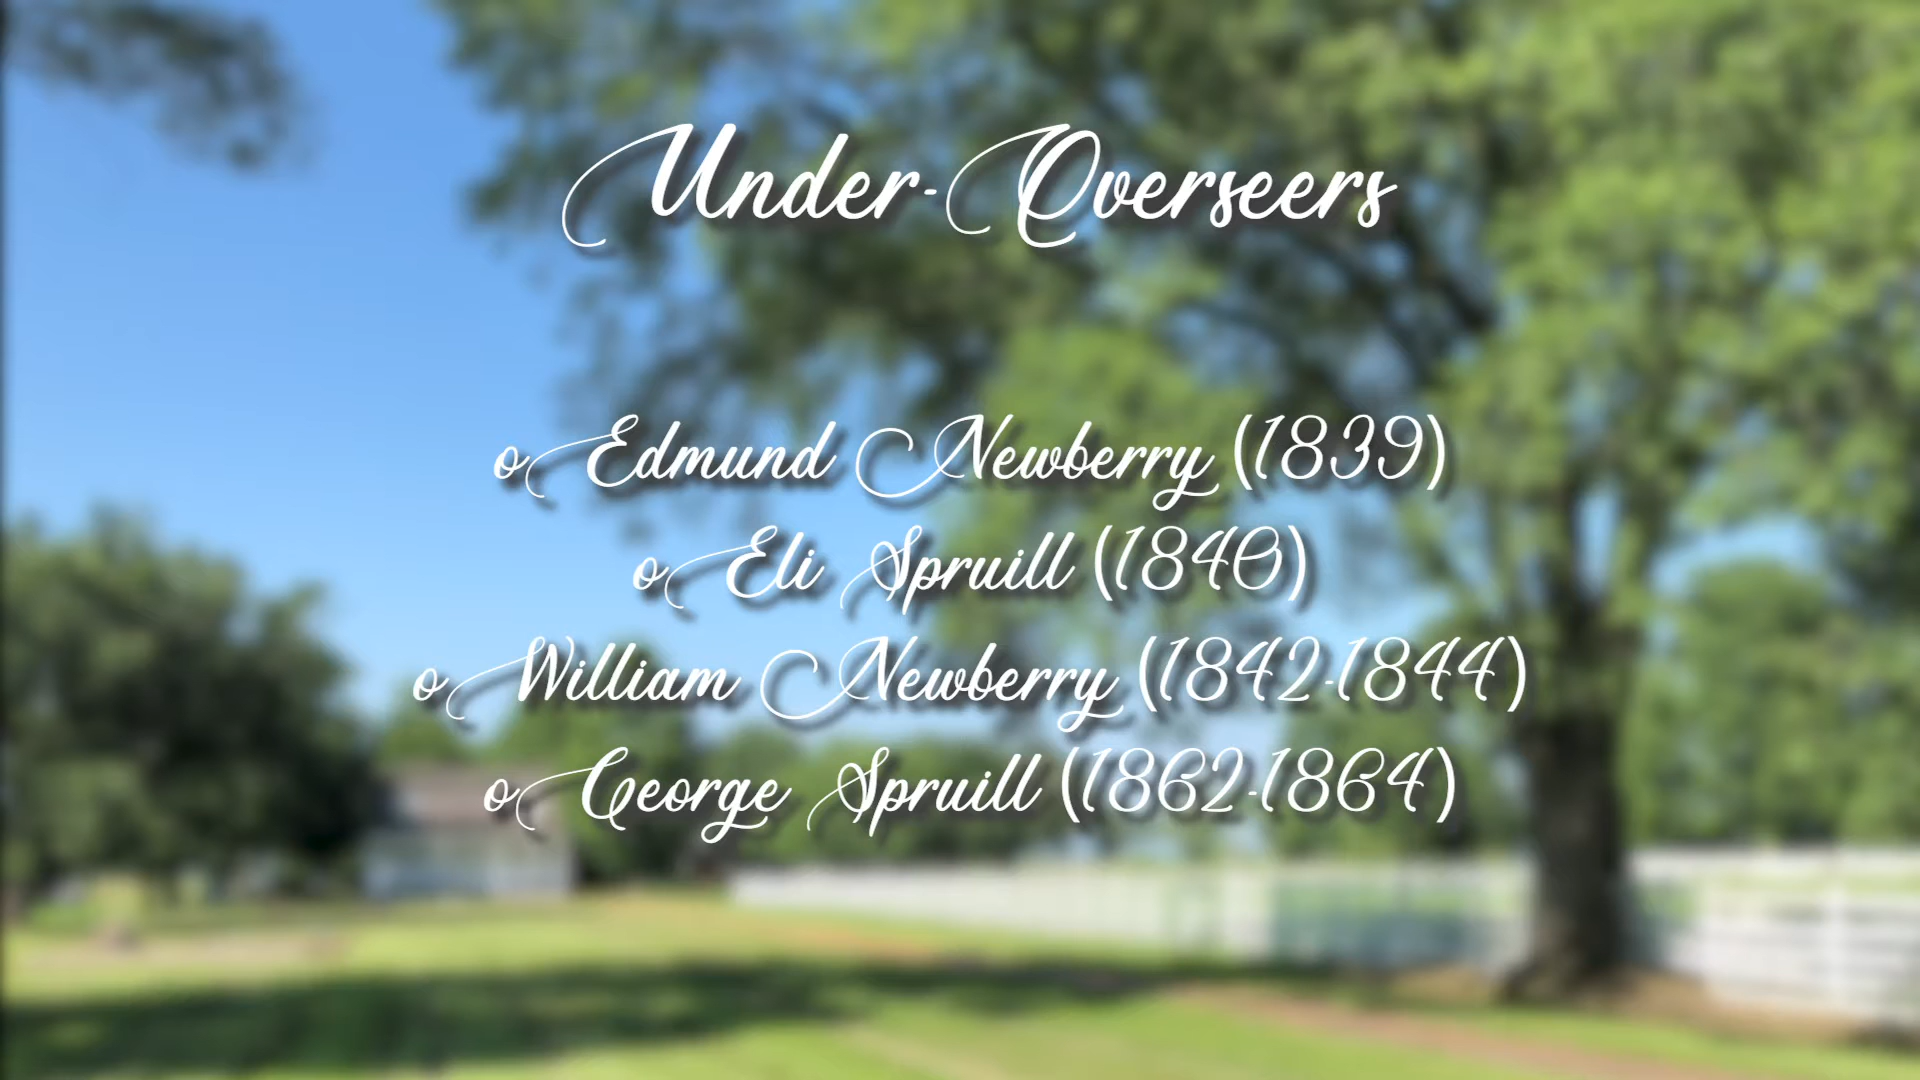 Under-Overseers
o Edmund Newberry (1839)
o Eli Spruill (1840)
o William Newberry (1842-1844)
o George Spruill (1862-1864)